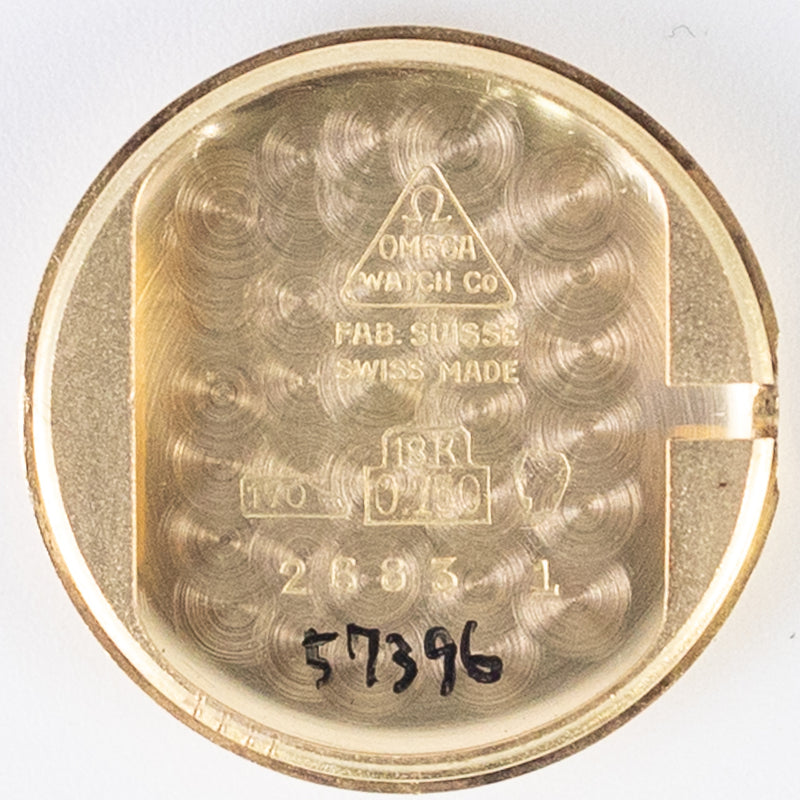 Ω
OMEGA
WATCH CO
FAB. SUISSE
SWISS MADE
18K
0.750
2683 1
57396